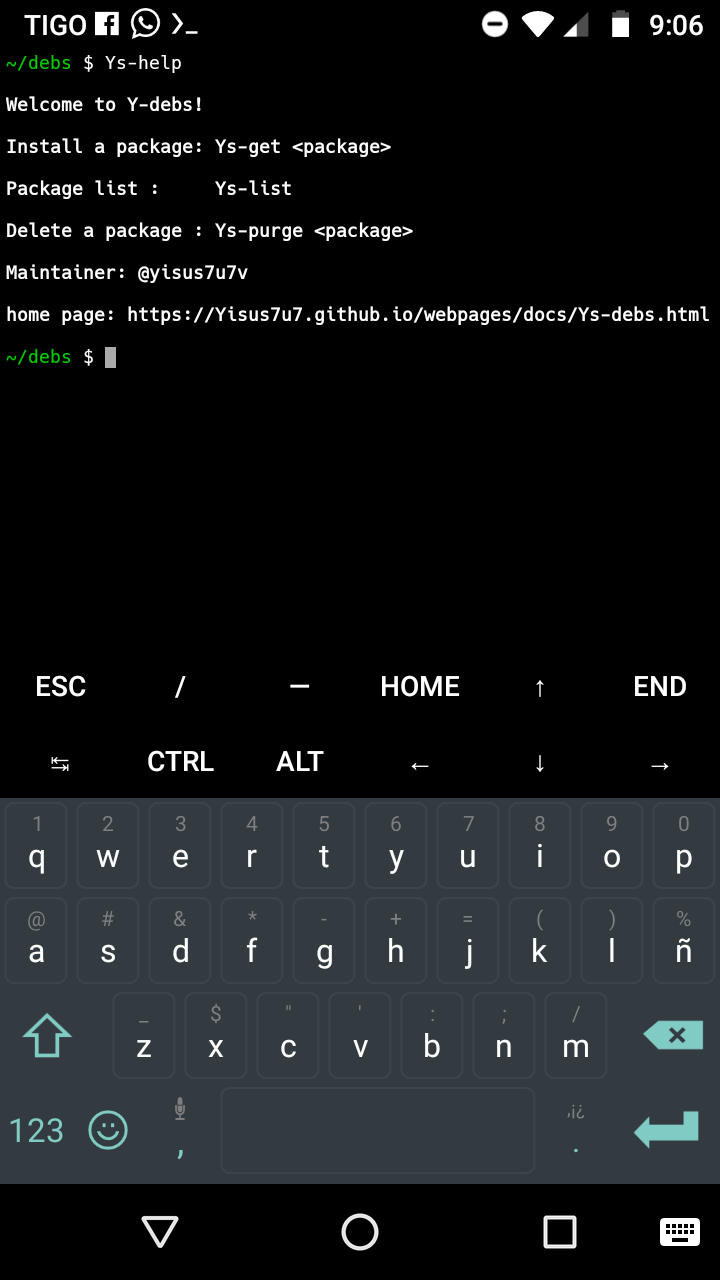 TIGO 9:06
~/debs $ Ys-help
Welcome to Y-debs!
Install a package: Ys-get <package>
Package list :     Ys-list
Delete a package : Ys-purge <package>
Maintainer: @yisus7u7v
home page: https://Yisus7u7.github.io/webpages/docs/Ys-debs.html
~/debs $
ESC / — HOME ↑ END
↹ CTRL ALT ← ↓ →
1 2 3 4 5 6 7 8 9 0
q w e r t y u i o p
@ # & * - + = ( ) %
a s d f g h j k l ñ
_ $ " ' : ; /
z x c v b n m
,¡¿
123 , .